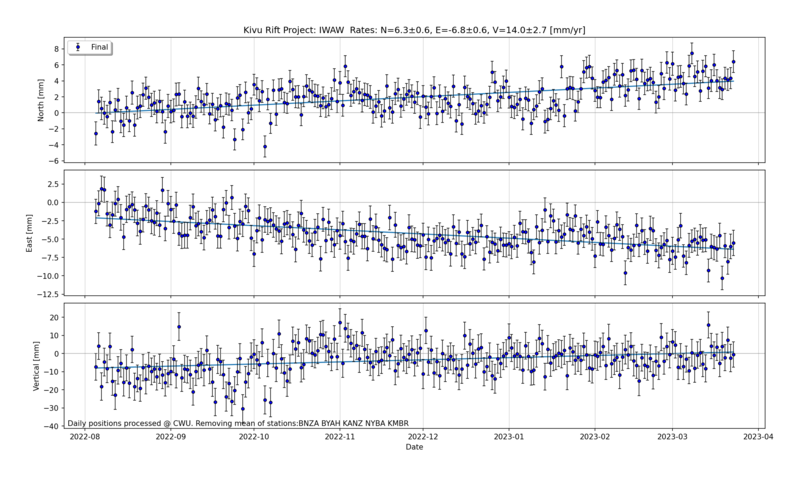 Kivu Rift Project: IWAW  Rates: N=6.3±0.6, E=-6.8±0.6, V=14.0±2.7 [mm/yr]
Final
North [mm]
8
6
4
2
0
−2
−4
−6
East [mm]
2.5
0.0
−2.5
−5.0
−7.5
−10.0
−12.5
Vertical [mm]
20
10
0
−10
−20
−30
−40
Daily positions processed @ CWU. Removing mean of stations:BNZA BYAH KANZ NYBA KMBR
2022-08 2022-09 2022-10 2022-11 2022-12 2023-01 2023-02 2023-03 2023-04
Date